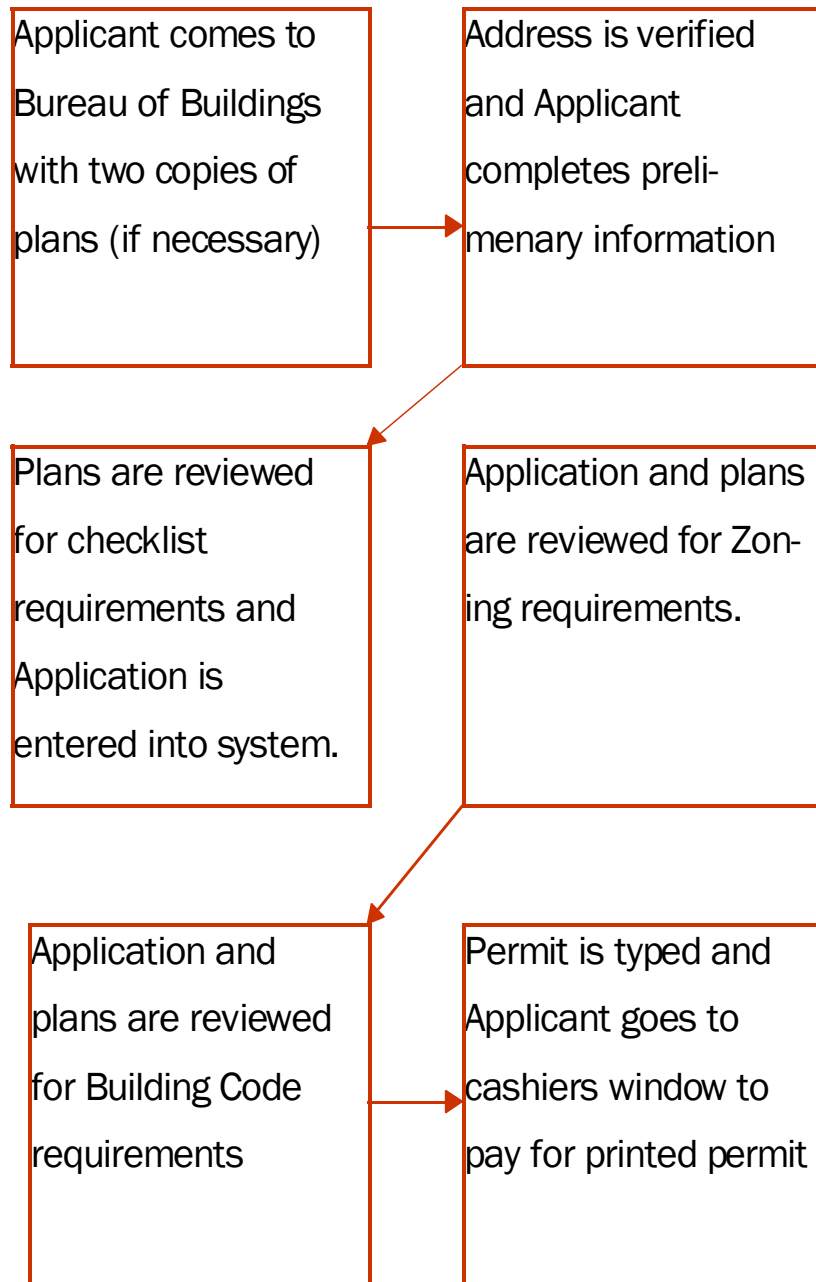 Applicant comes to
Bureau of Buildings
with two copies of
plans (if necessary)
Address is verified
and Applicant
completes preli-
menary information
Plans are reviewed
for checklist
requirements and
Application is
entered into system.
Application and plans
are reviewed for Zon-
ing requirements.
Application and
plans are reviewed
for Building Code
requirements
Permit is typed and
Applicant goes to
cashiers window to
pay for printed permit